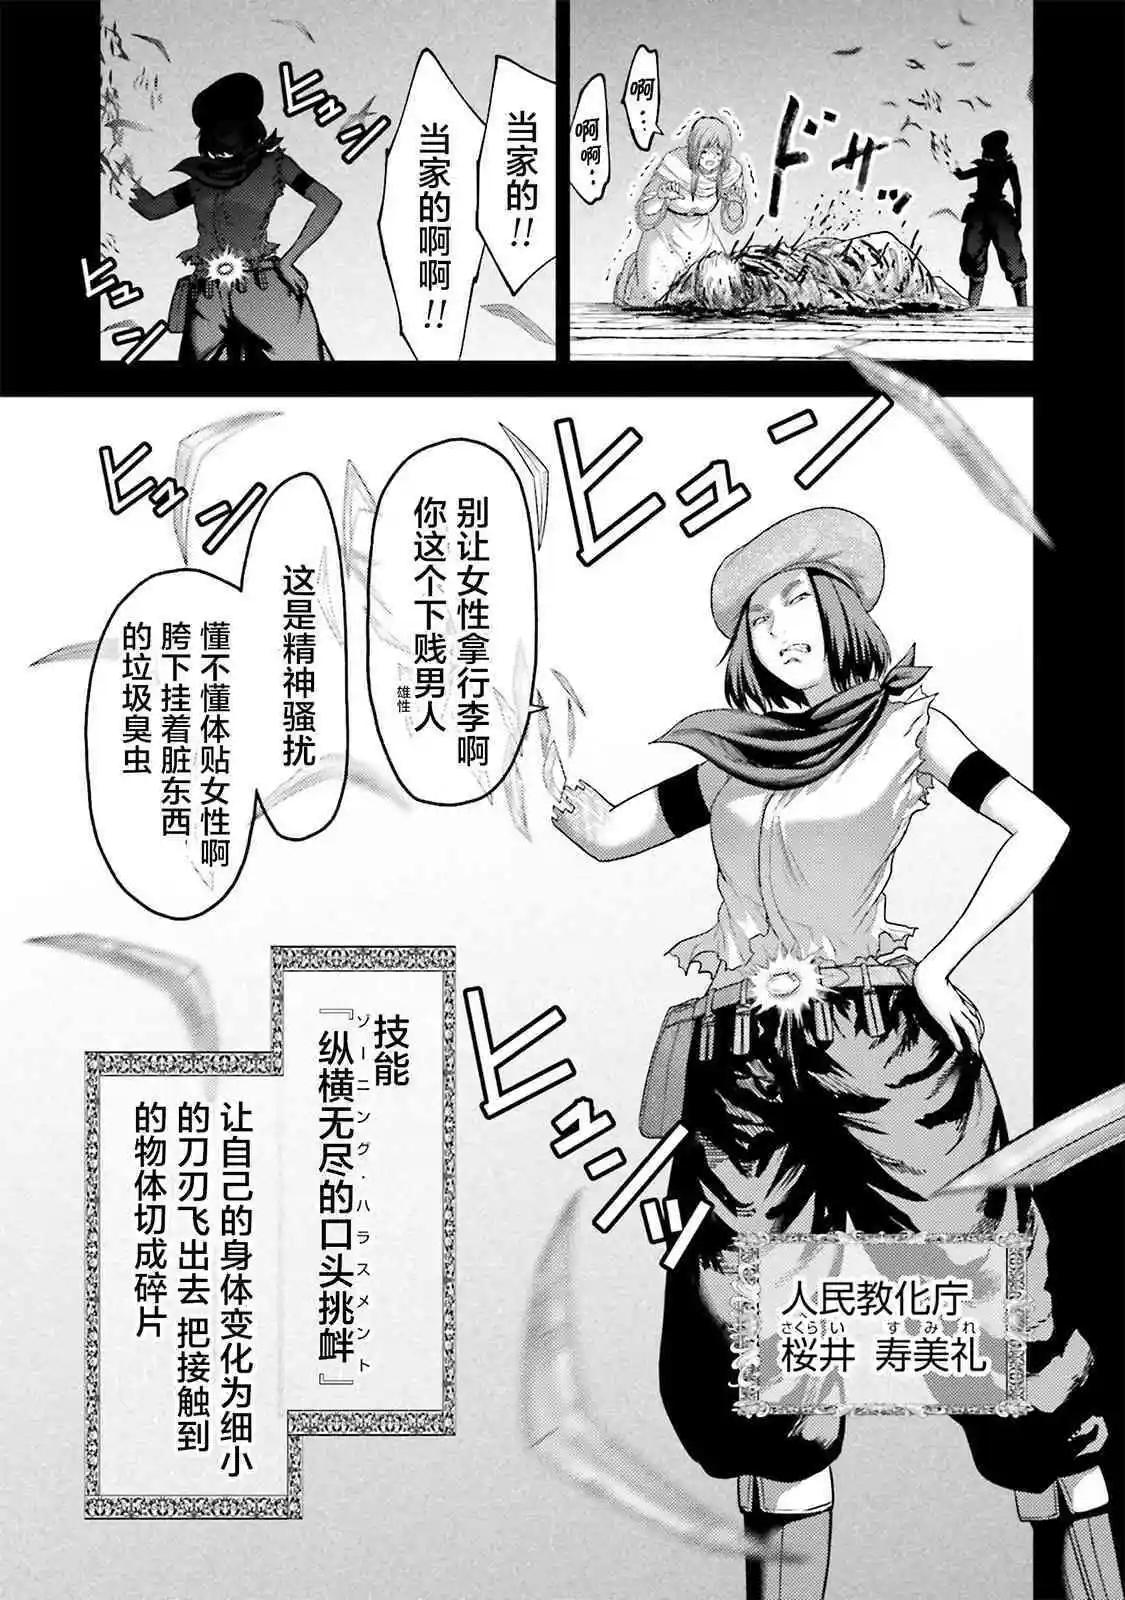 啊…
啊啊…
ドサッ
当家的!!
当家的啊啊!!
ヒュン
ヒュン
ヒュン
别让女性拿行李啊
你这个下贱男人
雄性
这是精神骚扰
懂不懂体贴女性啊
胯下挂着脏东西
的垃圾臭虫
ヒュン
ヒュン
技能
『纵横无尽的口头挑衅』
ゾーニング・ハラスメント
让自己的身体变化为细小
的刀刃飞出去 把接触到
的物体切成碎片
人民教化庁
さくらい すみれ
桜井 寿美礼